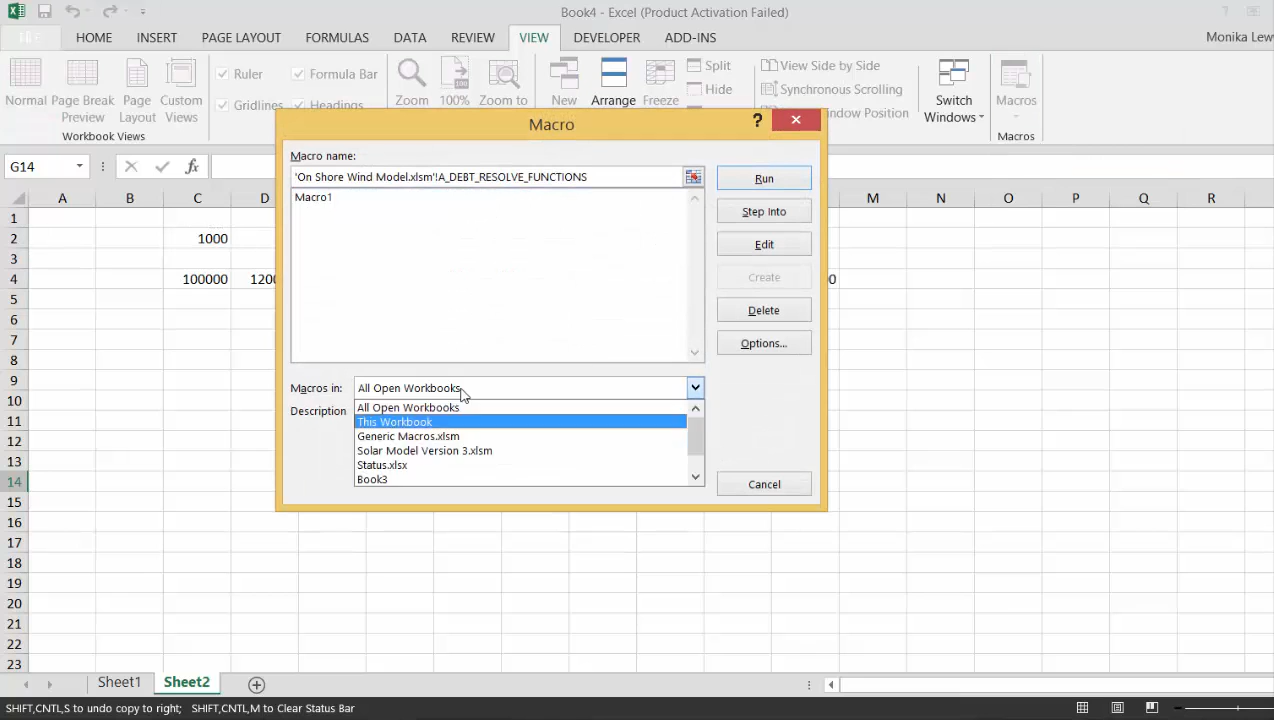 Book4 - Excel (Product Activation Failed)
HOME INSERT PAGE LAYOUT FORMULAS DATA REVIEW VIEW DEVELOPER ADD-INS Monika Lew
Ruler Formula Bar Split View Side by Side
Hide Synchronous Scrolling
Gridlines Headings Window Position
Normal Page Break Page Custom Zoom 100% Zoom to New Arrange Freeze Switch Macros
Preview Layout Views Windows
Workbook Views Macros
Macro ?
G14 fx
Macro name:
'On Shore Wind Model.xlsm'!A_DEBT_RESOLVE_FUNCTIONS
Macro1
Run
Step Into
Edit
Create
Delete
Options...
Macros in: All Open Workbooks
Description
All Open Workbooks
This Workbook
Generic Macros.xlsm
Solar Model Version 3.xlsm
Status.xlsx
Book3
Cancel
A B C D M N O P Q R
1
2 1000
3
4 100000 1200 0
5
6
7
8
9
10
11
12
13
14
15
16
17
18
19
20
21
22
23
Sheet1 Sheet2
SHIFT,CNTL,S to undo copy to right; SHIFT,CNTL,M to Clear Status Bar